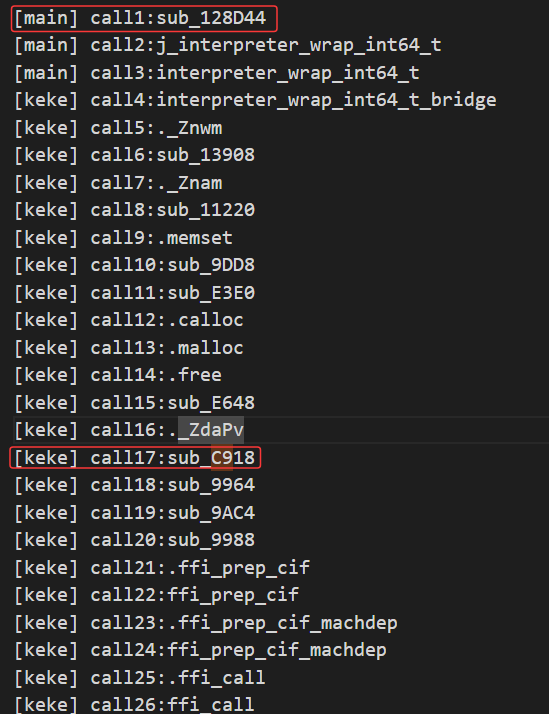 [main] call1:sub_128D44
[main] call2:j_interpreter_wrap_int64_t
[main] call3:interpreter_wrap_int64_t
[keke] call4:interpreter_wrap_int64_t_bridge
[keke] call5:._Znwm
[keke] call6:sub_13908
[keke] call7:._Znam
[keke] call8:sub_11220
[keke] call9:.memset
[keke] call10:sub_9DD8
[keke] call11:sub_E3E0
[keke] call12:.calloc
[keke] call13:.malloc
[keke] call14:.free
[keke] call15:sub_E648
[keke] call16:._ZdaPv
[keke] call17:sub_C918
[keke] call18:sub_9964
[keke] call19:sub_9AC4
[keke] call20:sub_9988
[keke] call21:.ffi_prep_cif
[keke] call22:ffi_prep_cif
[keke] call23:.ffi_prep_cif_machdep
[keke] call24:ffi_prep_cif_machdep
[keke] call25:.ffi_call
[keke] call26:ffi_call